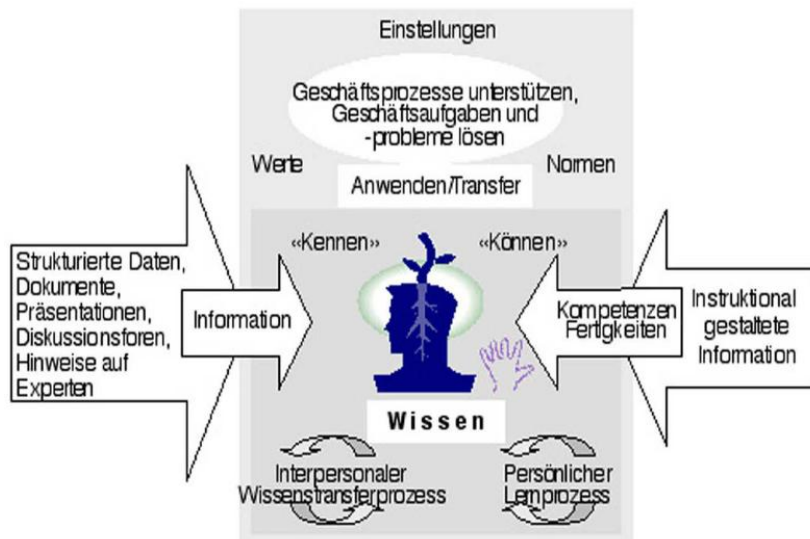 Einstellungen
Geschäftsprozesse unterstützen,
Geschäftsaufgaben und
-probleme lösen
Werte
Normen
Anwenden/Transfer
«Kennen»
«Können»
Strukturierte Daten,
Dokumente,
Präsentationen,
Diskussionsforen,
Hinweise auf
Experten
Information
Kompetenzen
Fertigkeiten
Instruktional
gestaltete
Information
Wissen
Interpersonaler
Wissenstransferprozess
Persönlicher
Lernprozess